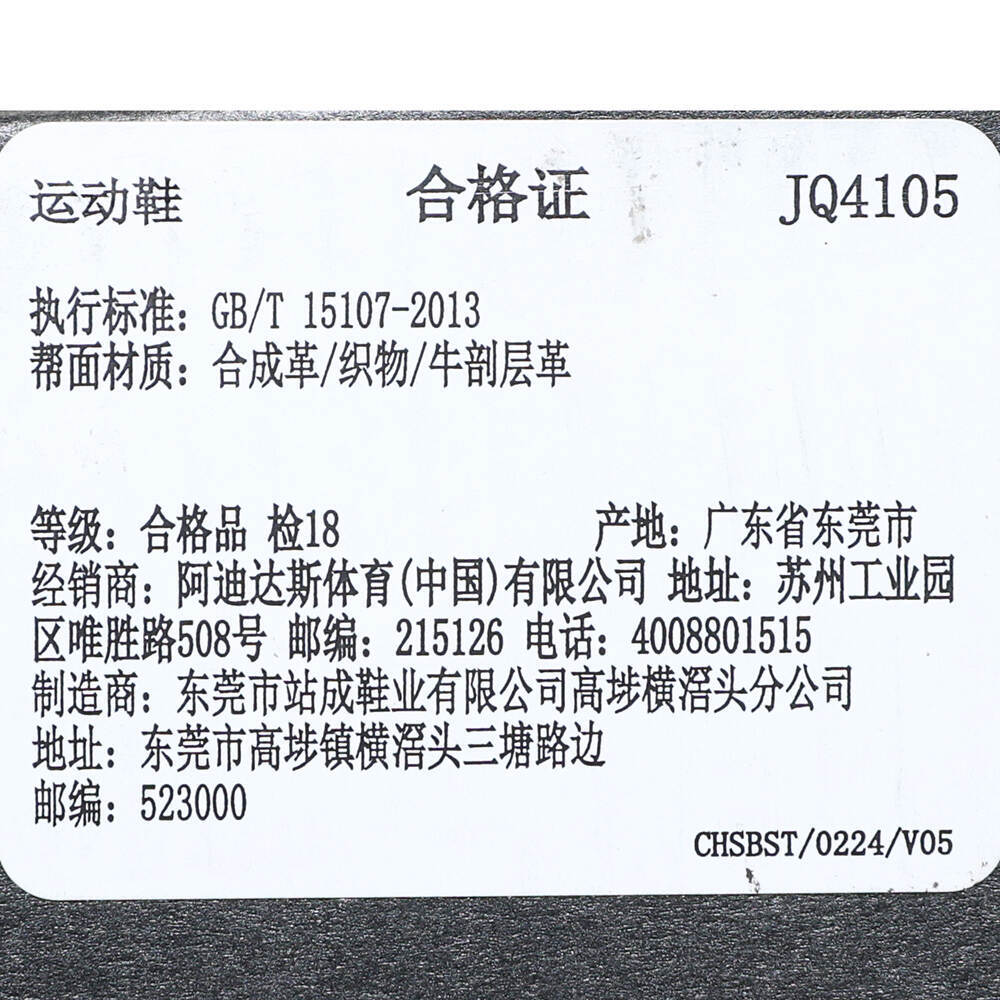 运动鞋 合格证 JQ4105
执行标准：GB/T 15107-2013
帮面材质：合成革/织物/牛剖层革
等级：合格品 检18 产地：广东省东莞市
经销商：阿迪达斯体育(中国)有限公司 地址：苏州工业园
区唯胜路508号 邮编：215126 电话：4008801515
制造商：东莞市站成鞋业有限公司高埗横滘头分公司
地址：东莞市高埗镇横滘头三塘路边
邮编：523000
CHSBST/0224/V05